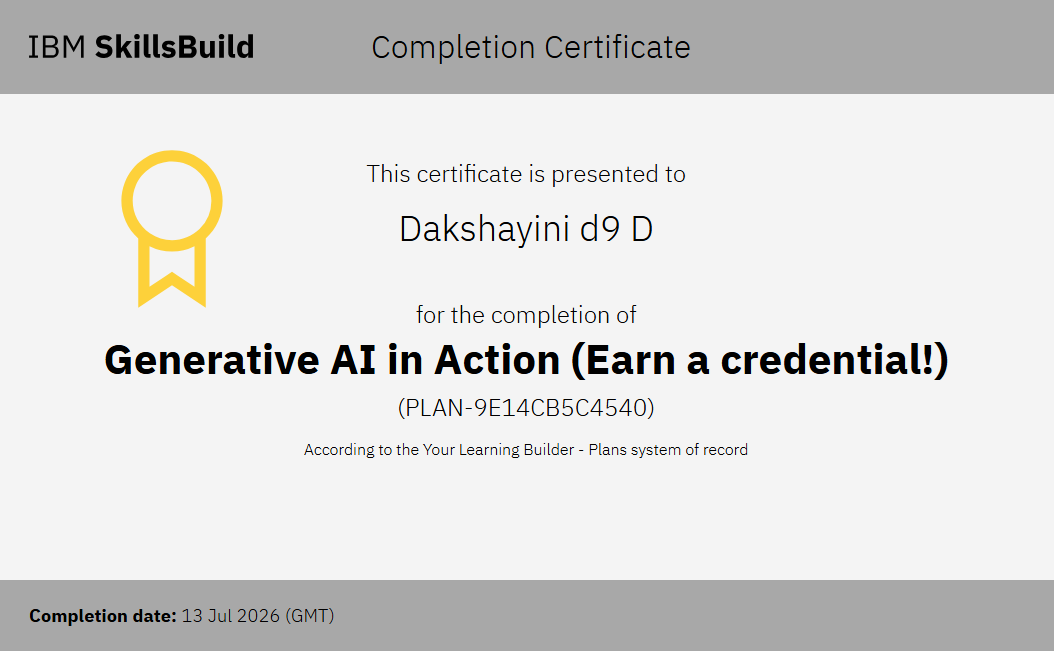 IBM SkillsBuild
Completion Certificate
This certificate is presented to
Dakshayini d9 D
for the completion of
Generative AI in Action (Earn a credential!)
(PLAN-9E14CB5C4540)
According to the Your Learning Builder - Plans system of record
Completion date: 13 Jul 2026 (GMT)